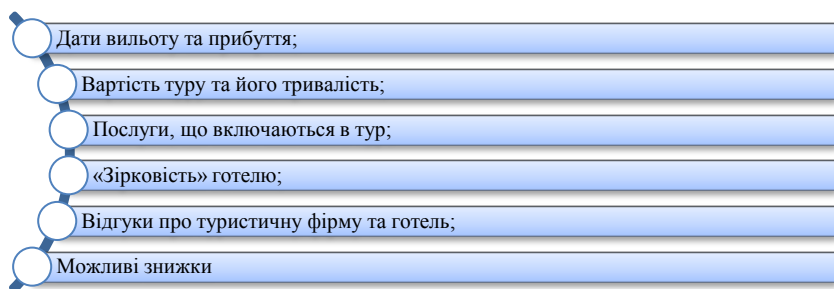 Дати вильоту та прибуття;
Вартість туру та його тривалість;
Послуги, що включаються в тур;
«Зірковість» готелю;
Відгуки про туристичну фірму та готель;
Можливі знижки